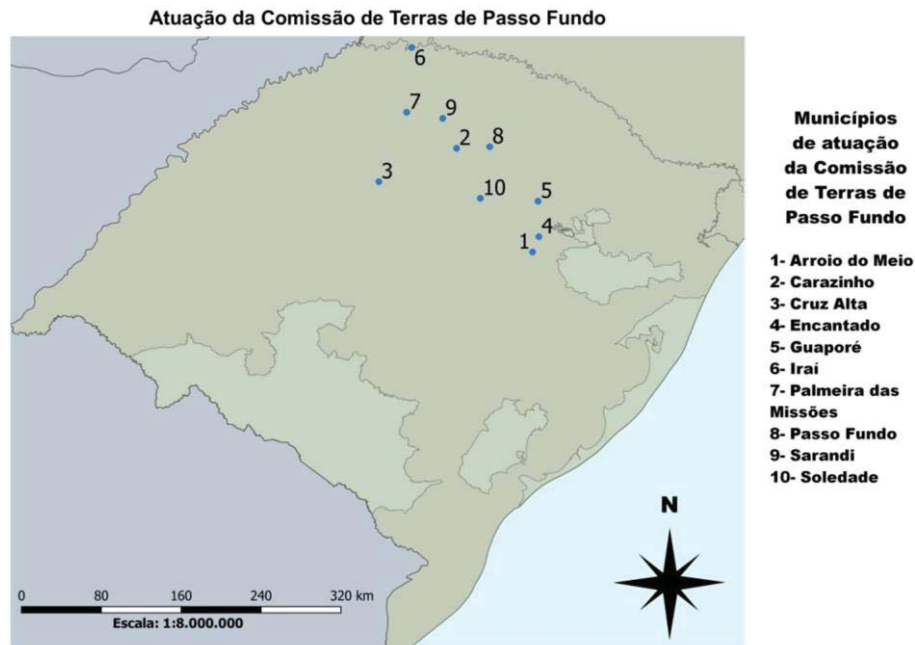 Atuação da Comissão de Terras de Passo Fundo
6
7
9
2
8
3
10
5
4
1
Municípios
de atuação
da Comissão
de Terras de
Passo Fundo
1- Arroio do Meio
2- Carazinho
3- Cruz Alta
4- Encantado
5- Guaporé
6- Iraí
7- Palmeira das
Missões
8- Passo Fundo
9- Sarandi
10- Soledade
N
0 80 160 240 320 km
Escala: 1:8.000.000